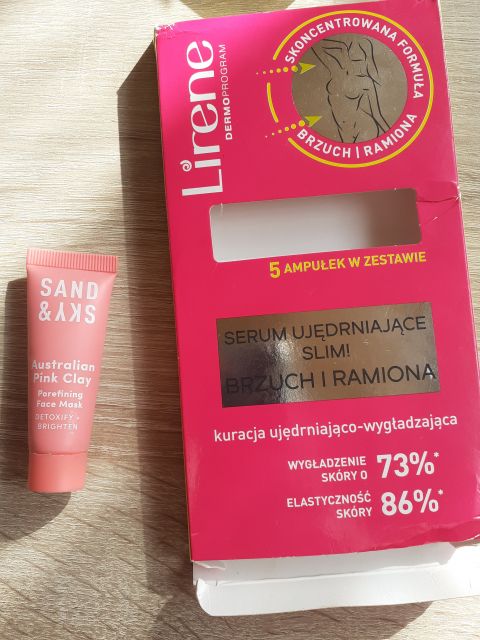 SAND
&SKY
Australian
Pink Clay
Porefining
Face Mask
DETOXIFY +
BRIGHTEN
Lirene
DERMOPROGRAM
SKONCENTROWANA FORMUŁA
BRZUCH I RAMIONA
5 AMPUŁEK W ZESTAWIE
SERUM UJĘDRNIAJĄCE
SLIM!
BRZUCH I RAMIONA
kuracja ujędrniająco-wygładzająca
WYGŁADZENIE
SKÓRY O 73%*
ELASTYCZNOŚĆ
SKÓRY 86%*